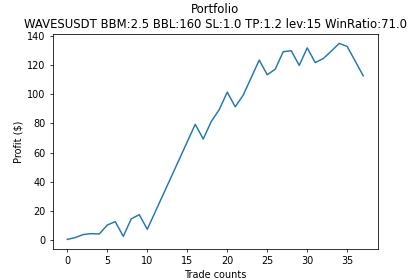 Portfolio
WAVESUSDT BBM:2.5 BBL:160 SL:1.0 TP:1.2 lev:15 WinRatio:71.0
140
120
100
80
60
40
20
0
Profit ($)
0 5 10 15 20 25 30 35
Trade counts